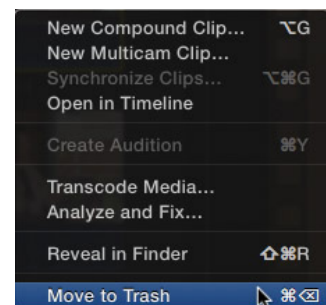 New Compound Clip... ⌥G
New Multicam Clip...
Synchronize Clips... ⌥⌘G
Open in Timeline
Create Audition ⌘Y
Transcode Media...
Analyze and Fix...
Reveal in Finder ⇧⌘R
Move to Trash ⌘⌫